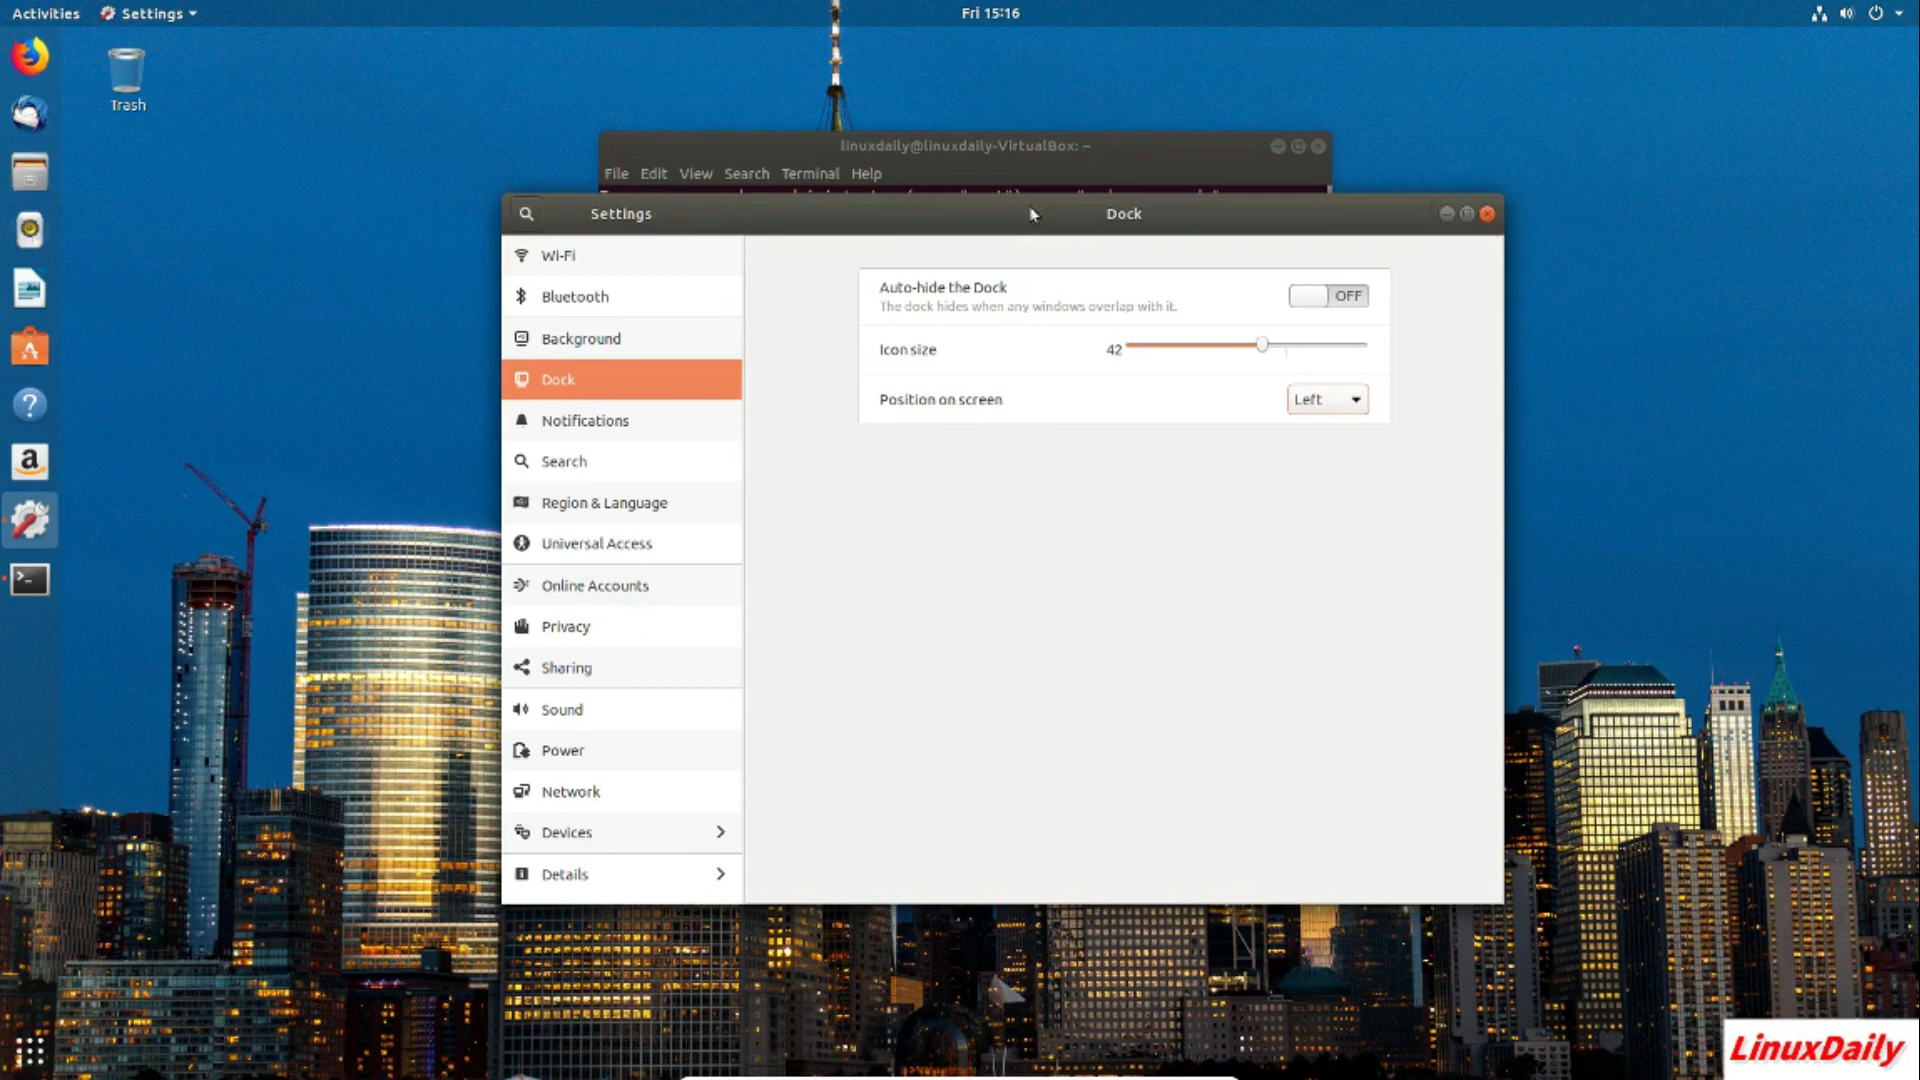 Activities
Settings
Fri 15:16
Trash
linuxdaily@linuxdaily-VirtualBox: ~
File Edit View Search Terminal Help
Settings
Dock
Wi-Fi
Bluetooth
Background
Dock
Notifications
Search
Region & Language
Universal Access
Online Accounts
Privacy
Sharing
Sound
Power
Network
Devices
Details
Auto-hide the Dock
OFF
The dock hides when any windows overlap with it.
Icon size
42
Position on screen
Left
LinuxDaily